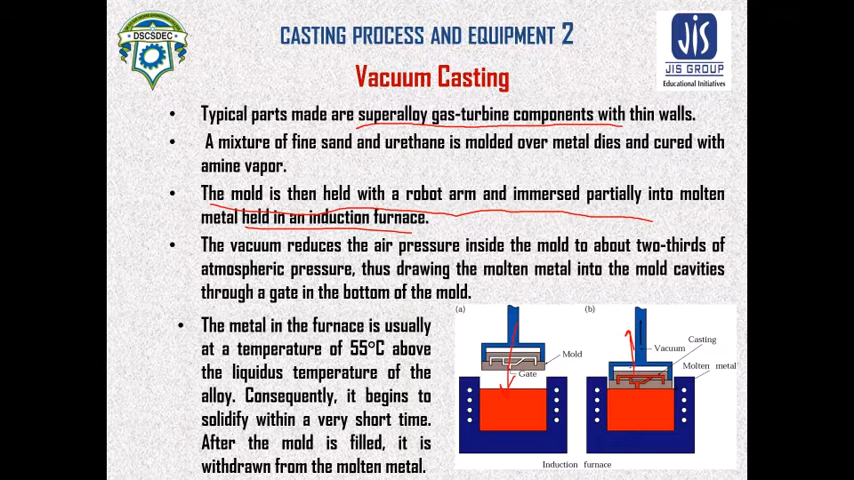 DSCSDEC
CASTING PROCESS AND EQUIPMENT 2
JIS
JIS GROUP
Educational Initiatives
Vacuum Casting
• Typical parts made are superalloy gas-turbine components with thin walls.
• A mixture of fine sand and urethane is molded over metal dies and cured with
amine vapor.
• The mold is then held with a robot arm and immersed partially into molten
metal held in an induction furnace.
• The vacuum reduces the air pressure inside the mold to about two-thirds of
atmospheric pressure, thus drawing the molten metal into the mold cavities
through a gate in the bottom of the mold.
• The metal in the furnace is usually
at a temperature of 55°C above
the liquidus temperature of the
alloy. Consequently, it begins to
solidify within a very short time.
After the mold is filled, it is
withdrawn from the molten metal.
(a)
Mold
Gate
(b)
Vacuum
Casting
Molten metal
Induction furnace